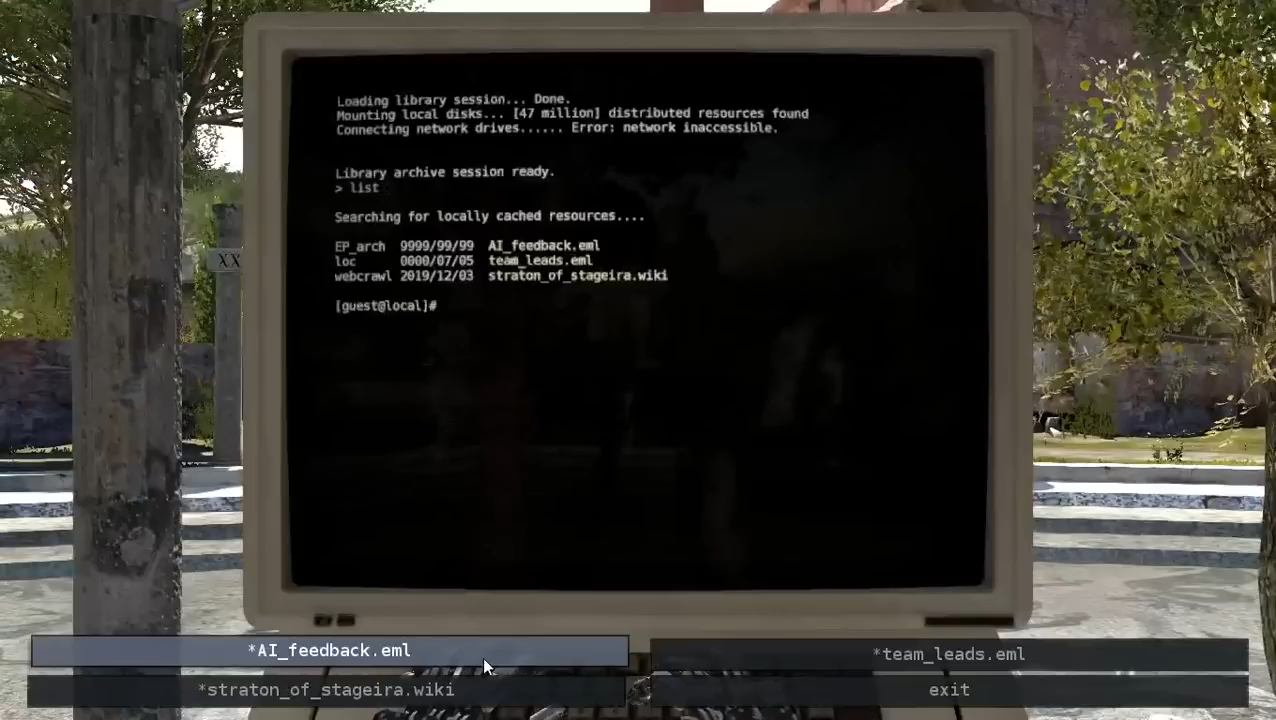 Loading library session... Done.
Mounting local disks... [47 million] distributed resources found
Connecting network drives...... Error: network inaccessible.
Library archive session ready.
> list
Searching for locally cached resources....
EP_arch 9999/99/99 AI_feedback.eml
loc 0000/07/05 team_leads.eml
webcrawl 2019/12/03 straton_of_stageira.wiki
[guest@local]#
XX
*AI_feedback.eml
*team_leads.eml
*straton_of_stageira.wiki
exit